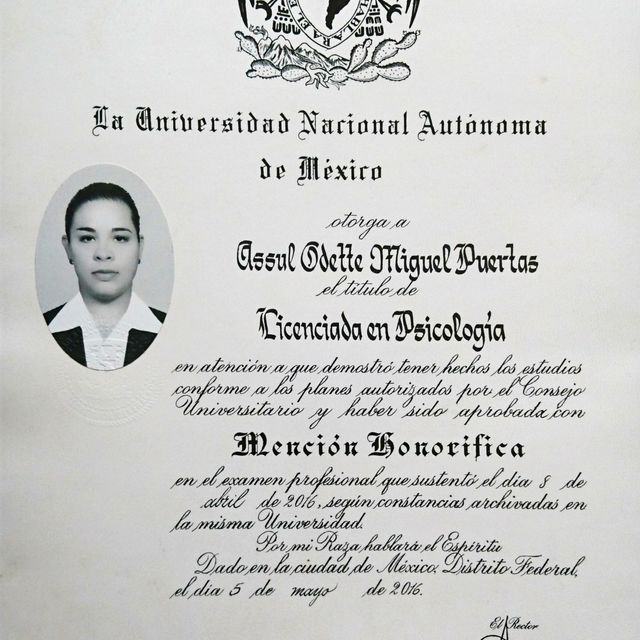 HABLARA EL E
La Universidad Nacional Autónoma
de México
otorga a
Assul Odette Miguel Puertas
el título de
Licenciada en Psicología
en atención a que demostró tener hechos los estudios
conforme a los planes autorizados por el Consejo
Universitario y haber sido aprobada con
Mención Honorífica
en el examen profesional que sustentó el día 8 de
abril de 2016, según constancias archivadas en
la misma Universidad.
Por mi Raza hablará el Espíritu
Dado en la ciudad de México, Distrito Federal,
el día 5 de mayo de 2016.
El Rector